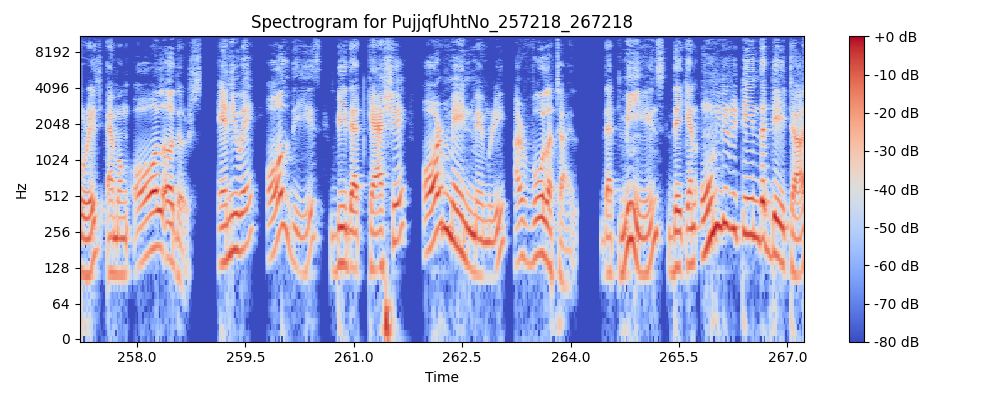 Spectrogram for PujjqfUhtNo_257218_267218
8192
4096
2048
1024
512
256
128
64
0
Hz
258.0 259.5 261.0 262.5 264.0 265.5 267.0
Time
+0 dB
-10 dB
-20 dB
-30 dB
-40 dB
-50 dB
-60 dB
-70 dB
-80 dB